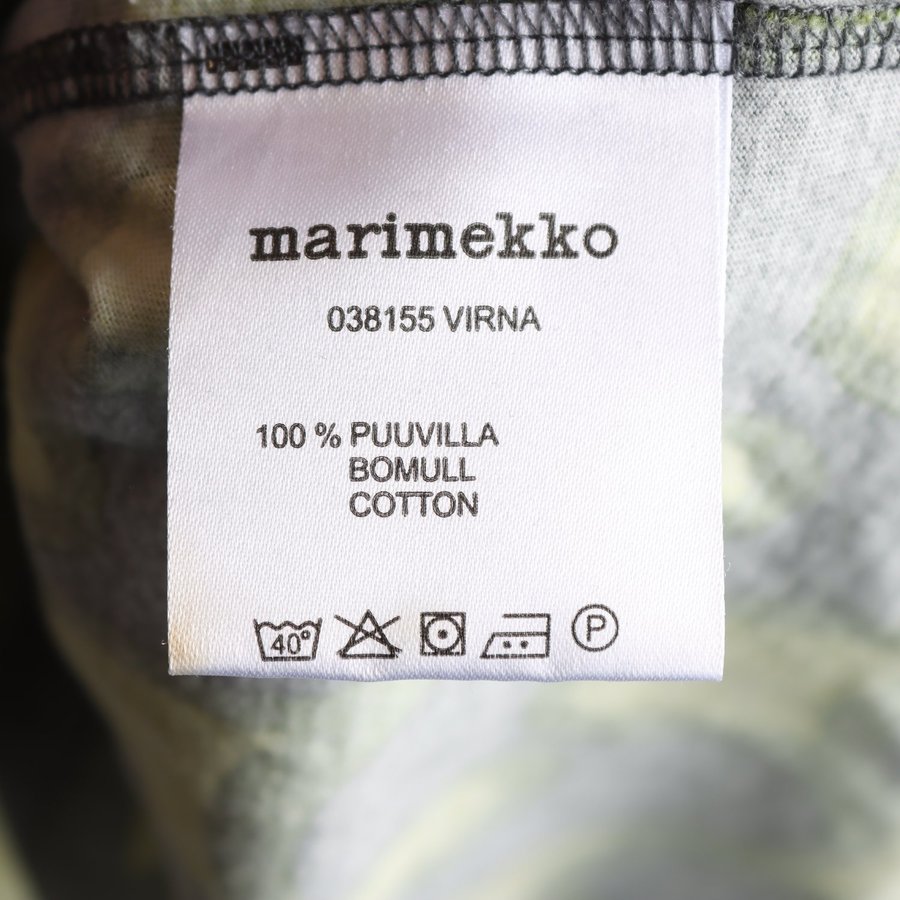 marimekko
038155 VIRNA
100 % PUUVILLA
BOMULL
COTTON
40° P